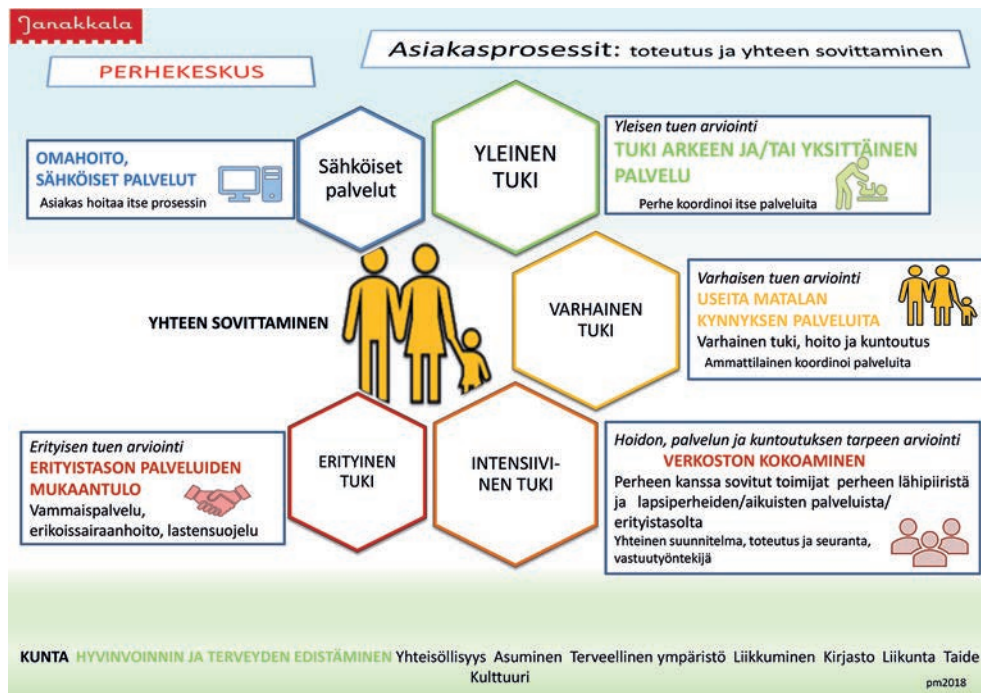 Janakkala
PERHEKESKUS
Asiakasprosessit: toteutus ja yhteen sovittaminen
OMAHOITO,
SÄHKÖISET PALVELUT
Asiakas hoitaa itse prosessin
Sähköiset
palvelut
YLEINEN
TUKI
Yleisen tuen arviointi
TUKI ARKEEN JA/TAI YKSITTÄINEN
PALVELU
Perhe koordinoi itse palveluita
YHTEEN SOVITTAMINEN
VARHAINEN
TUKI
Varhaisen tuen arviointi
USEITA MATALAN
KYNNYKSEN PALVELUITA
Varhainen tuki, hoito ja kuntoutus
Ammattilainen koordinoi palveluita
Erityisen tuen arviointi
ERITYISTASON PALVELUIDEN
MUKAANTULO
Vammaispalvelu,
erikoissairaanhoito, lastensuojelu
ERITYINEN
TUKI
INTENSIIVI-
NEN TUKI
Hoidon, palvelun ja kuntoutuksen tarpeen arviointi
VERKOSTON KOKOAMINEN
Perheen kanssa sovitut toimijat perheen lähipiiristä
ja lapsiperheiden/aikuisten palveluista/
erityistasolta
Yhteinen suunnitelma, toteutus ja seuranta,
vastuutyöntekijä
KUNTA HYVINVOINNIN JA TERVEYDEN EDISTÄMINEN Yhteisöllisyys Asuminen Terveellinen ympäristö Liikkuminen Kirjasto Liikunta Taide
Kulttuuri
pm2018